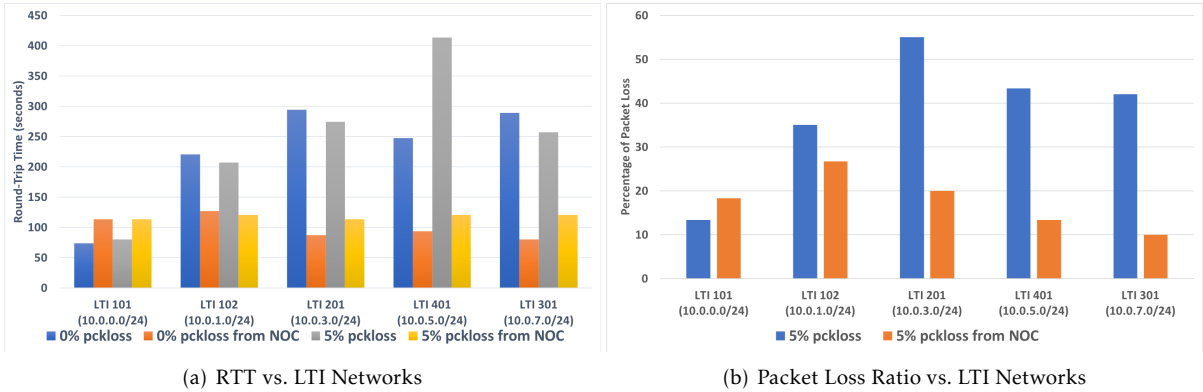 450
400
350
300
250
200
150
100
50
0
Round-Trip Time (seconds)
LTI 101 LTI 102 LTI 201 LTI 401 LTI 301
(10.0.0.0/24) (10.0.1.0/24) (10.0.3.0/24) (10.0.5.0/24) (10.0.7.0/24)
0% pckloss 0% pckloss from NOC 5% pckloss 5% pckloss from NOC
(a) RTT vs. LTI Networks
60
50
40
30
20
10
0
Percentage of Packet Loss
LTI 101 LTI 102 LTI 201 LTI 401 LTI 301
(10.0.0.0/24) (10.0.1.0/24) (10.0.3.0/24) (10.0.5.0/24) (10.0.7.0/24)
5% pckloss 5% pckloss from NOC
(b) Packet Loss Ratio vs. LTI Networks